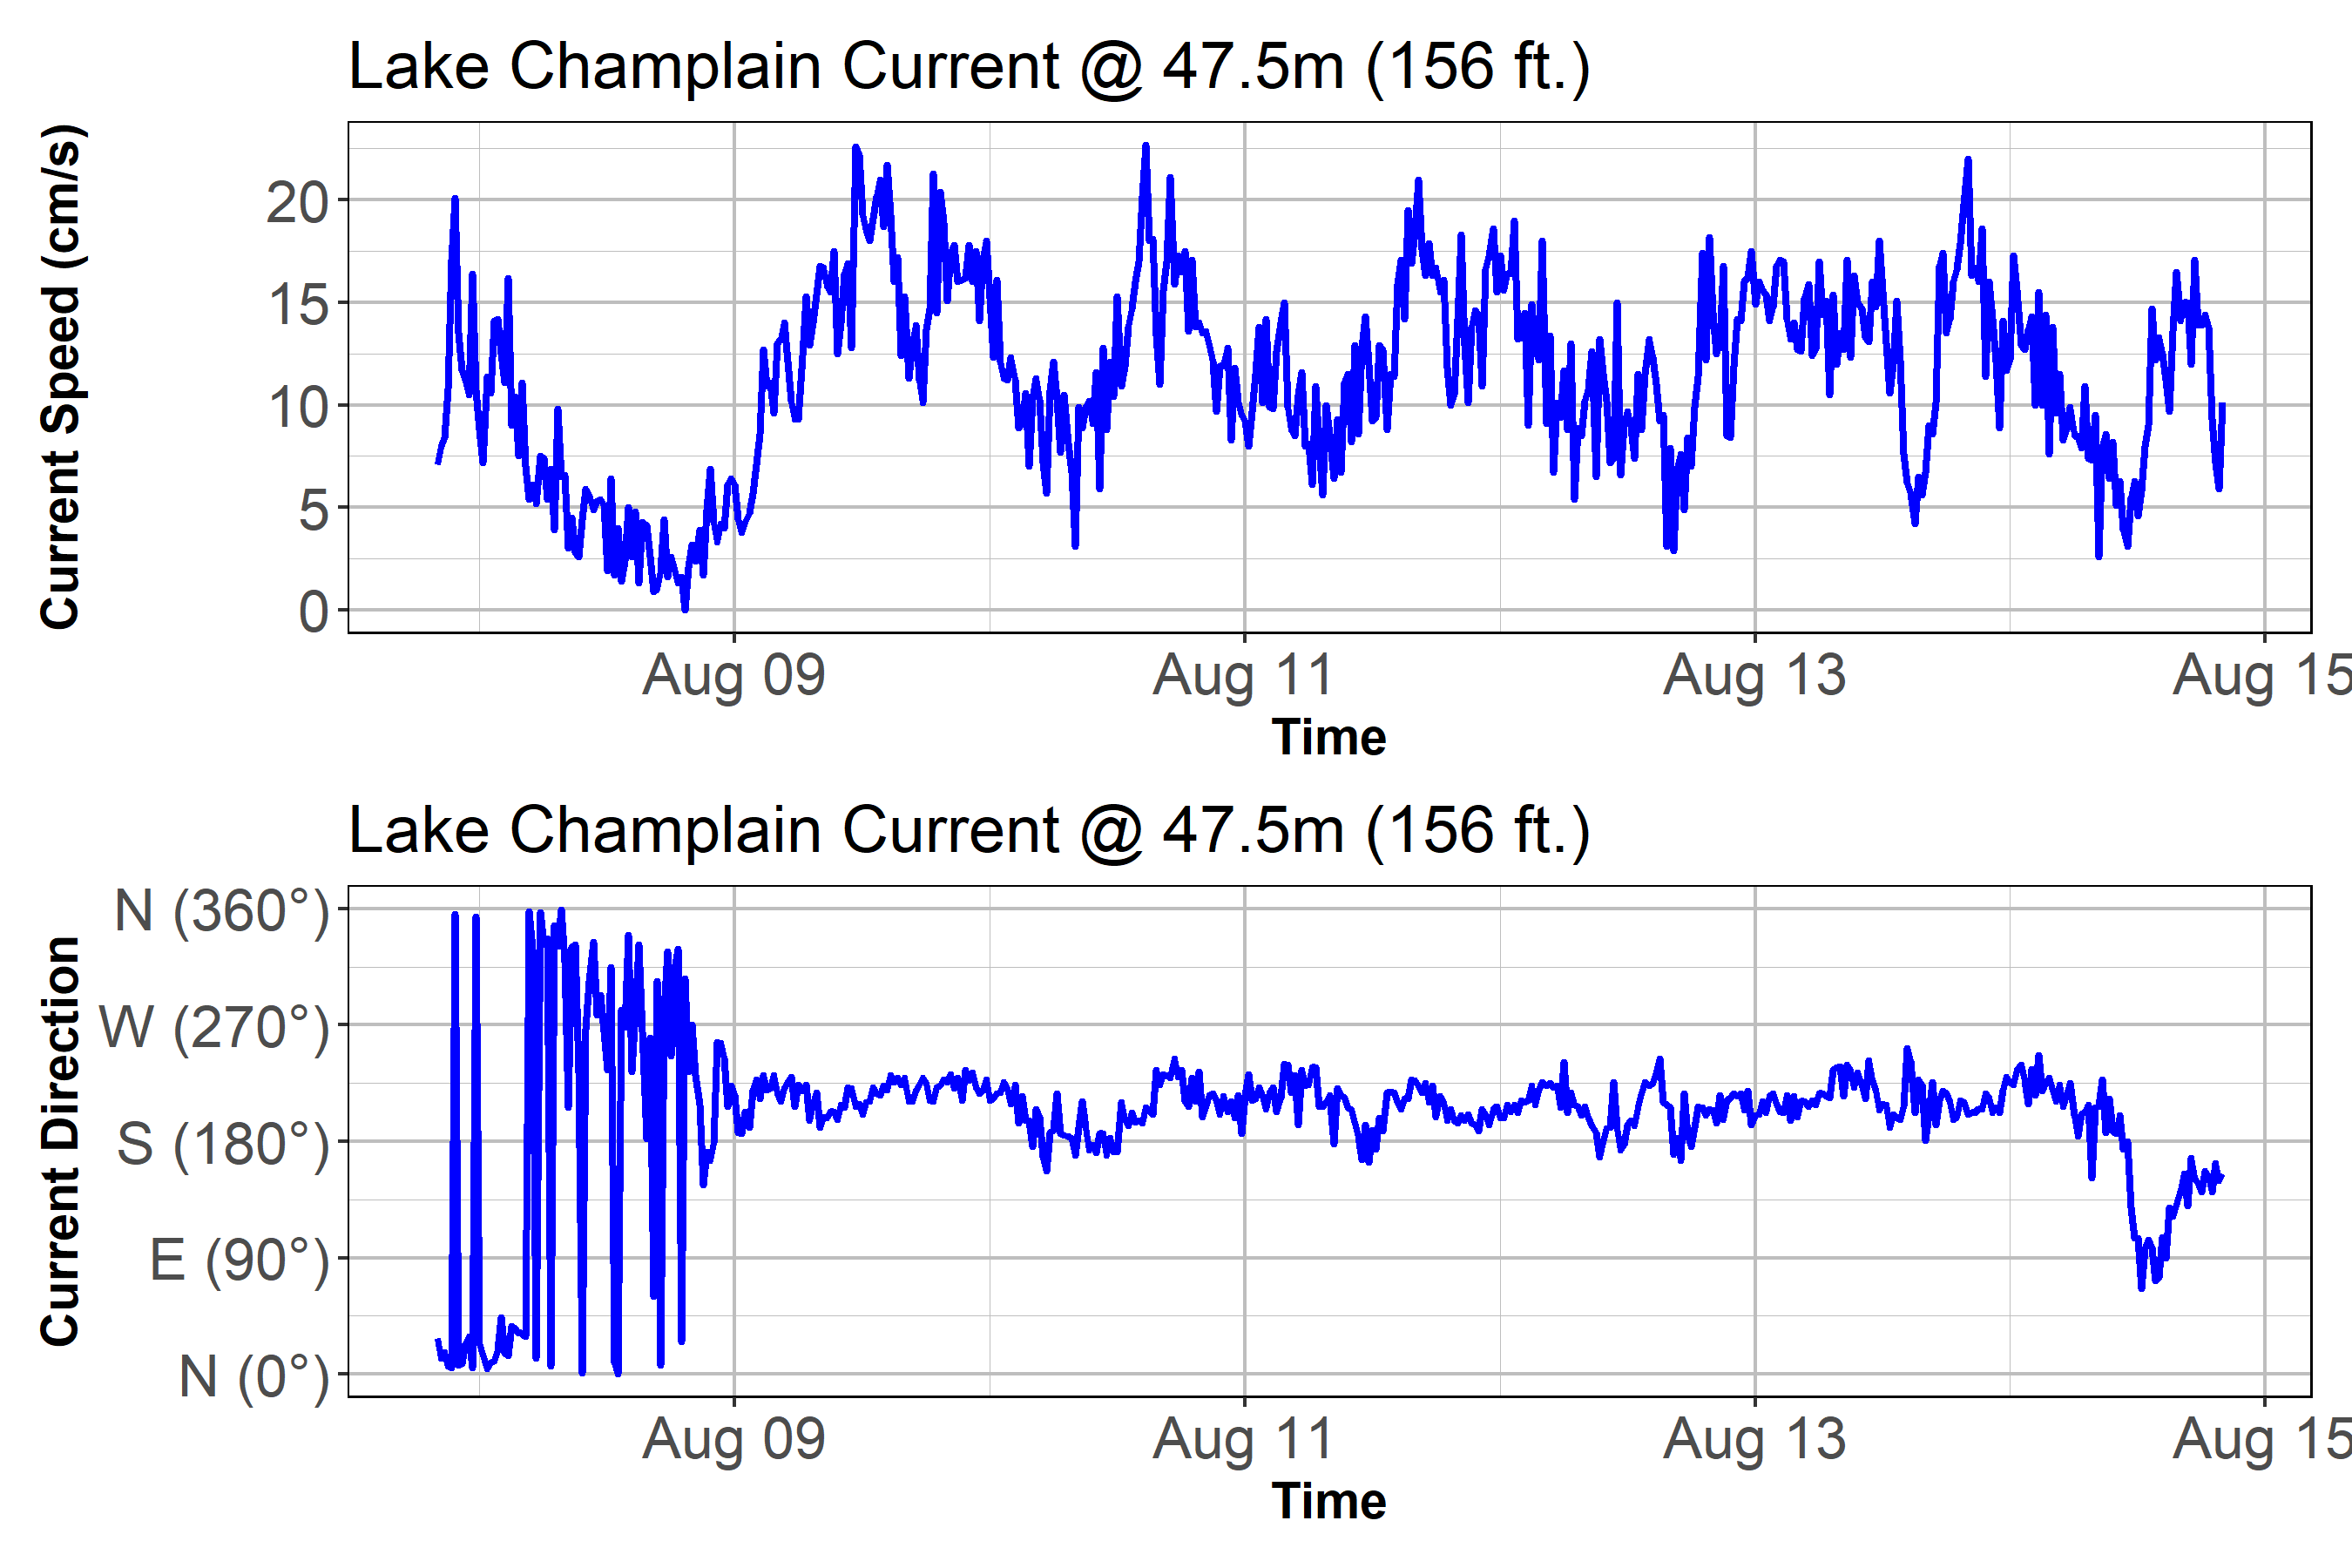 Lake Champlain Current @ 47.5m (156 ft.)
Current Speed (cm/s)
20
15
10
5
0
Aug 09 Aug 11 Aug 13 Aug 15
Time
Lake Champlain Current @ 47.5m (156 ft.)
Current Direction
N (360°)
W (270°)
S (180°)
E (90°)
N (0°)
Aug 09 Aug 11 Aug 13 Aug 15
Time